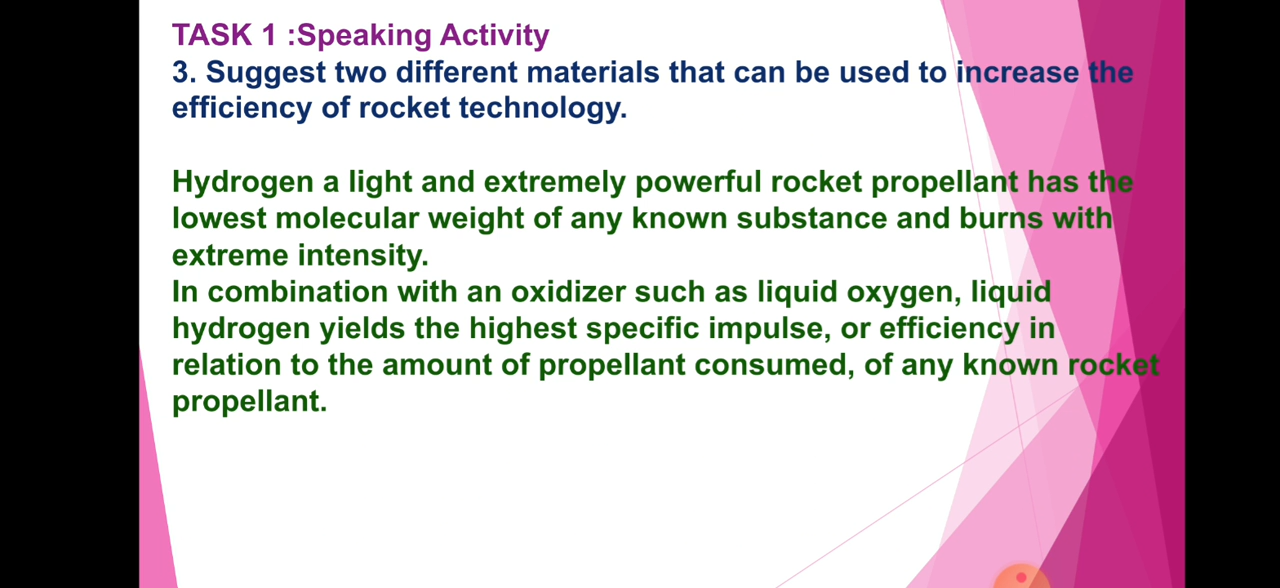 TASK 1 :Speaking Activity
3. Suggest two different materials that can be used to increase the
efficiency of rocket technology.
Hydrogen a light and extremely powerful rocket propellant has the
lowest molecular weight of any known substance and burns with
extreme intensity.
In combination with an oxidizer such as liquid oxygen, liquid
hydrogen yields the highest specific impulse, or efficiency in
relation to the amount of propellant consumed, of any known rocket
propellant.